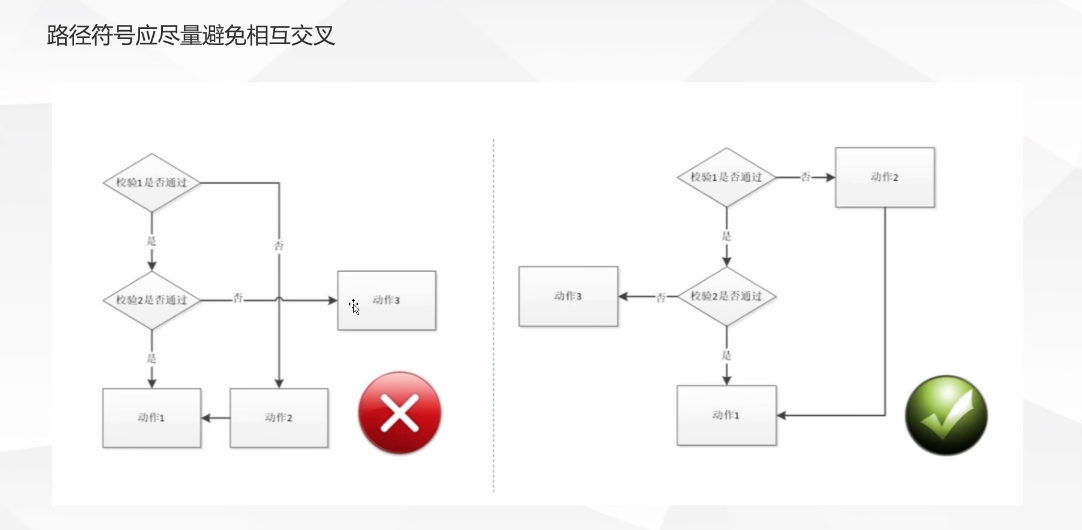 路径符号应尽量避免相互交叉
校验1是否通过
否
是
校验2是否通过
否
动作3
是
动作1
动作2
校验1是否通过
否
动作2
是
动作3
否
校验2是否通过
是
动作1